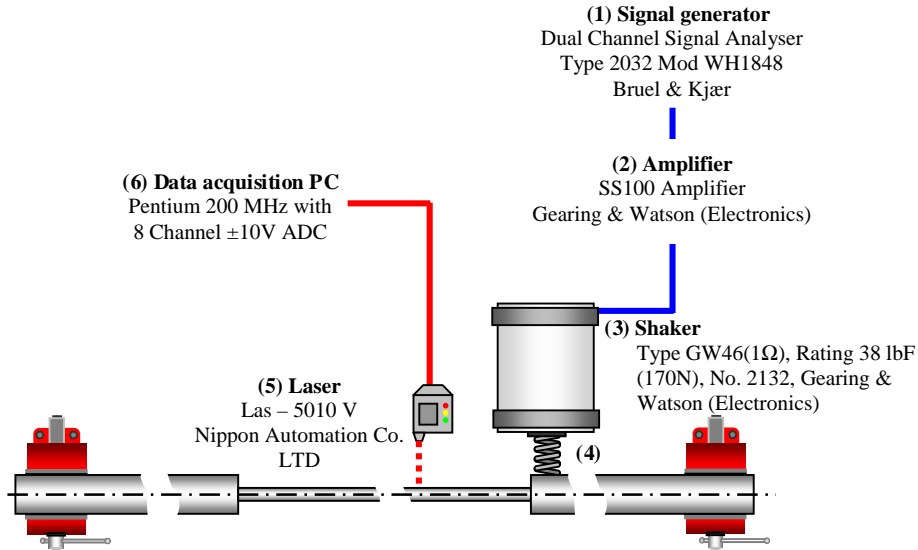 (1) Signal generator
Dual Channel Signal Analyser
Type 2032 Mod WH1848
Bruel & Kjær
(2) Amplifier
SS100 Amplifier
Gearing & Watson (Electronics)
(6) Data acquisition PC
Pentium 200 MHz with
8 Channel ±10V ADC
(3) Shaker
Type GW46(1Ω), Rating 38 lbF
(170N), No. 2132, Gearing &
Watson (Electronics)
(5) Laser
Las – 5010 V
Nippon Automation Co.
LTD
(4)